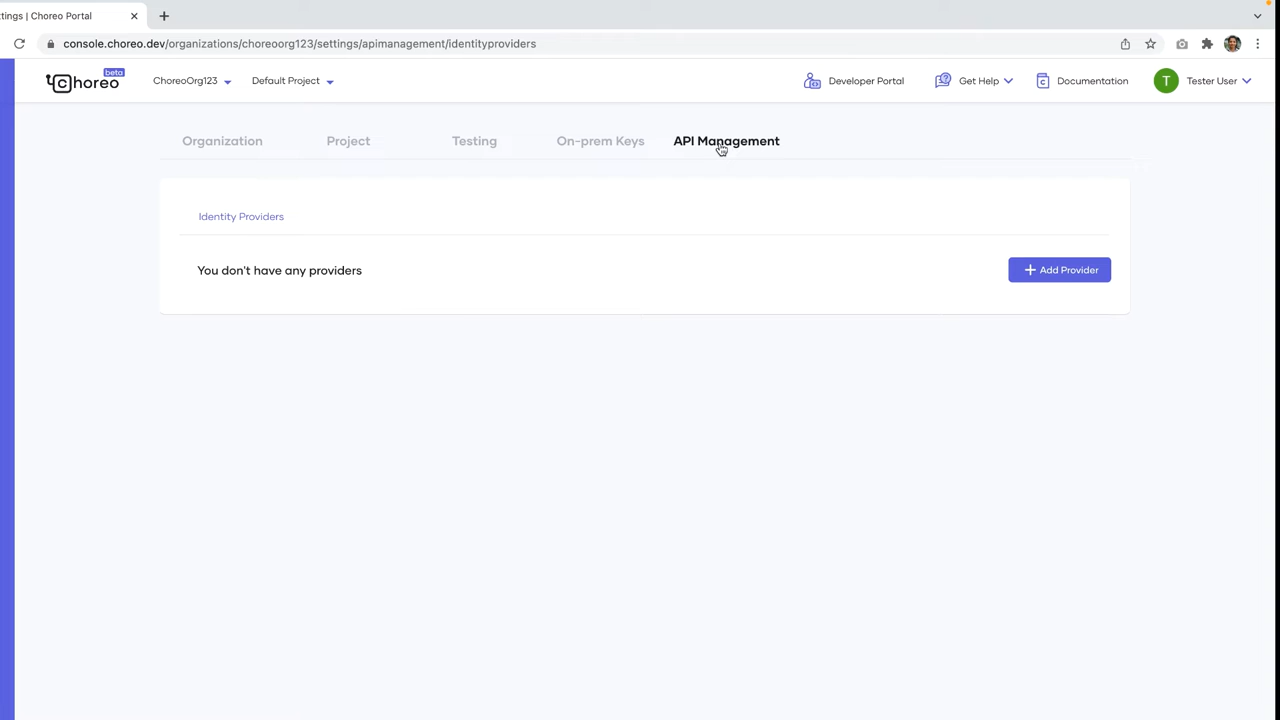 ttings | Choreo Portal
console.choreo.dev/organizations/choreoorg123/settings/apimanagement/identityproviders
Choreo beta
ChoreoOrg123
Default Project
Developer Portal
Get Help
Documentation
T
Tester User
Organization
Project
Testing
On-prem Keys
API Management
Identity Providers
You don't have any providers
+ Add Provider